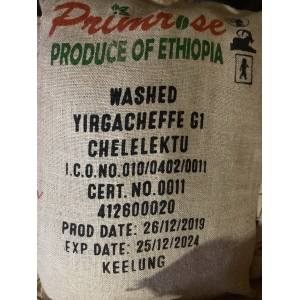 Primrose
PRODUCE OF ETHIOPIA
WASHED
YIRGACHEFFE G1
CHELELEKTU
I.C.O.NO.010/0402/0011
CERT. NO.0011
412600020
PROD DATE: 26/12/2019
EXP DATE: 25/12/2024
KEELUNG